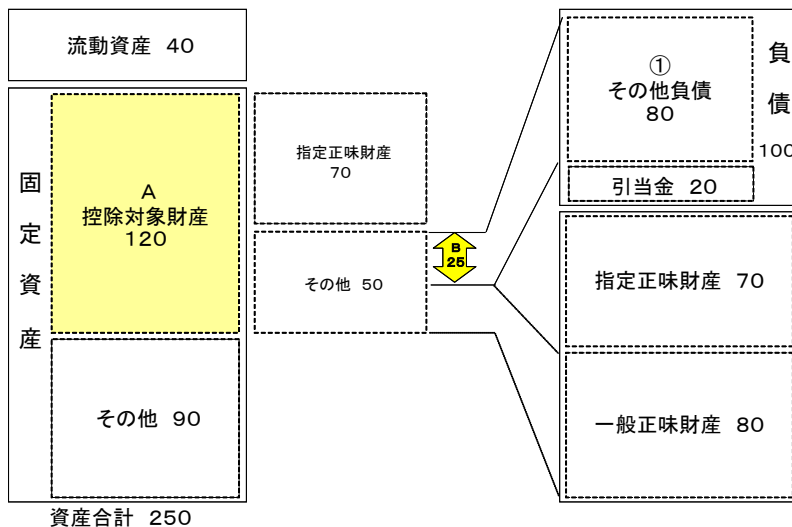 流動資産 40
固定資産
A
控除対象財産
120
その他 90
資産合計 250
指定正味財産
70
その他 50
B
25
①
その他負債
80
引当金 20
負債
100
指定正味財産 70
一般正味財産 80